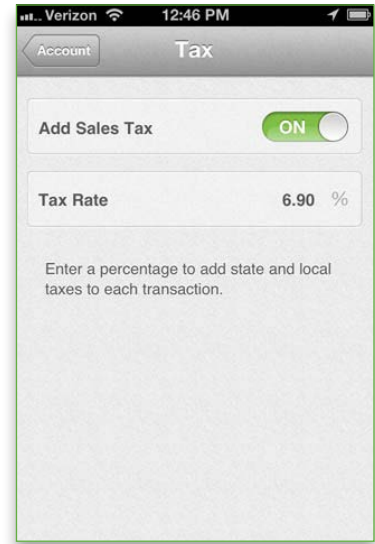 Verizon 12:46 PM
Account Tax
Add Sales Tax ON
Tax Rate 6.90 %
Enter a percentage to add state and local
taxes to each transaction.